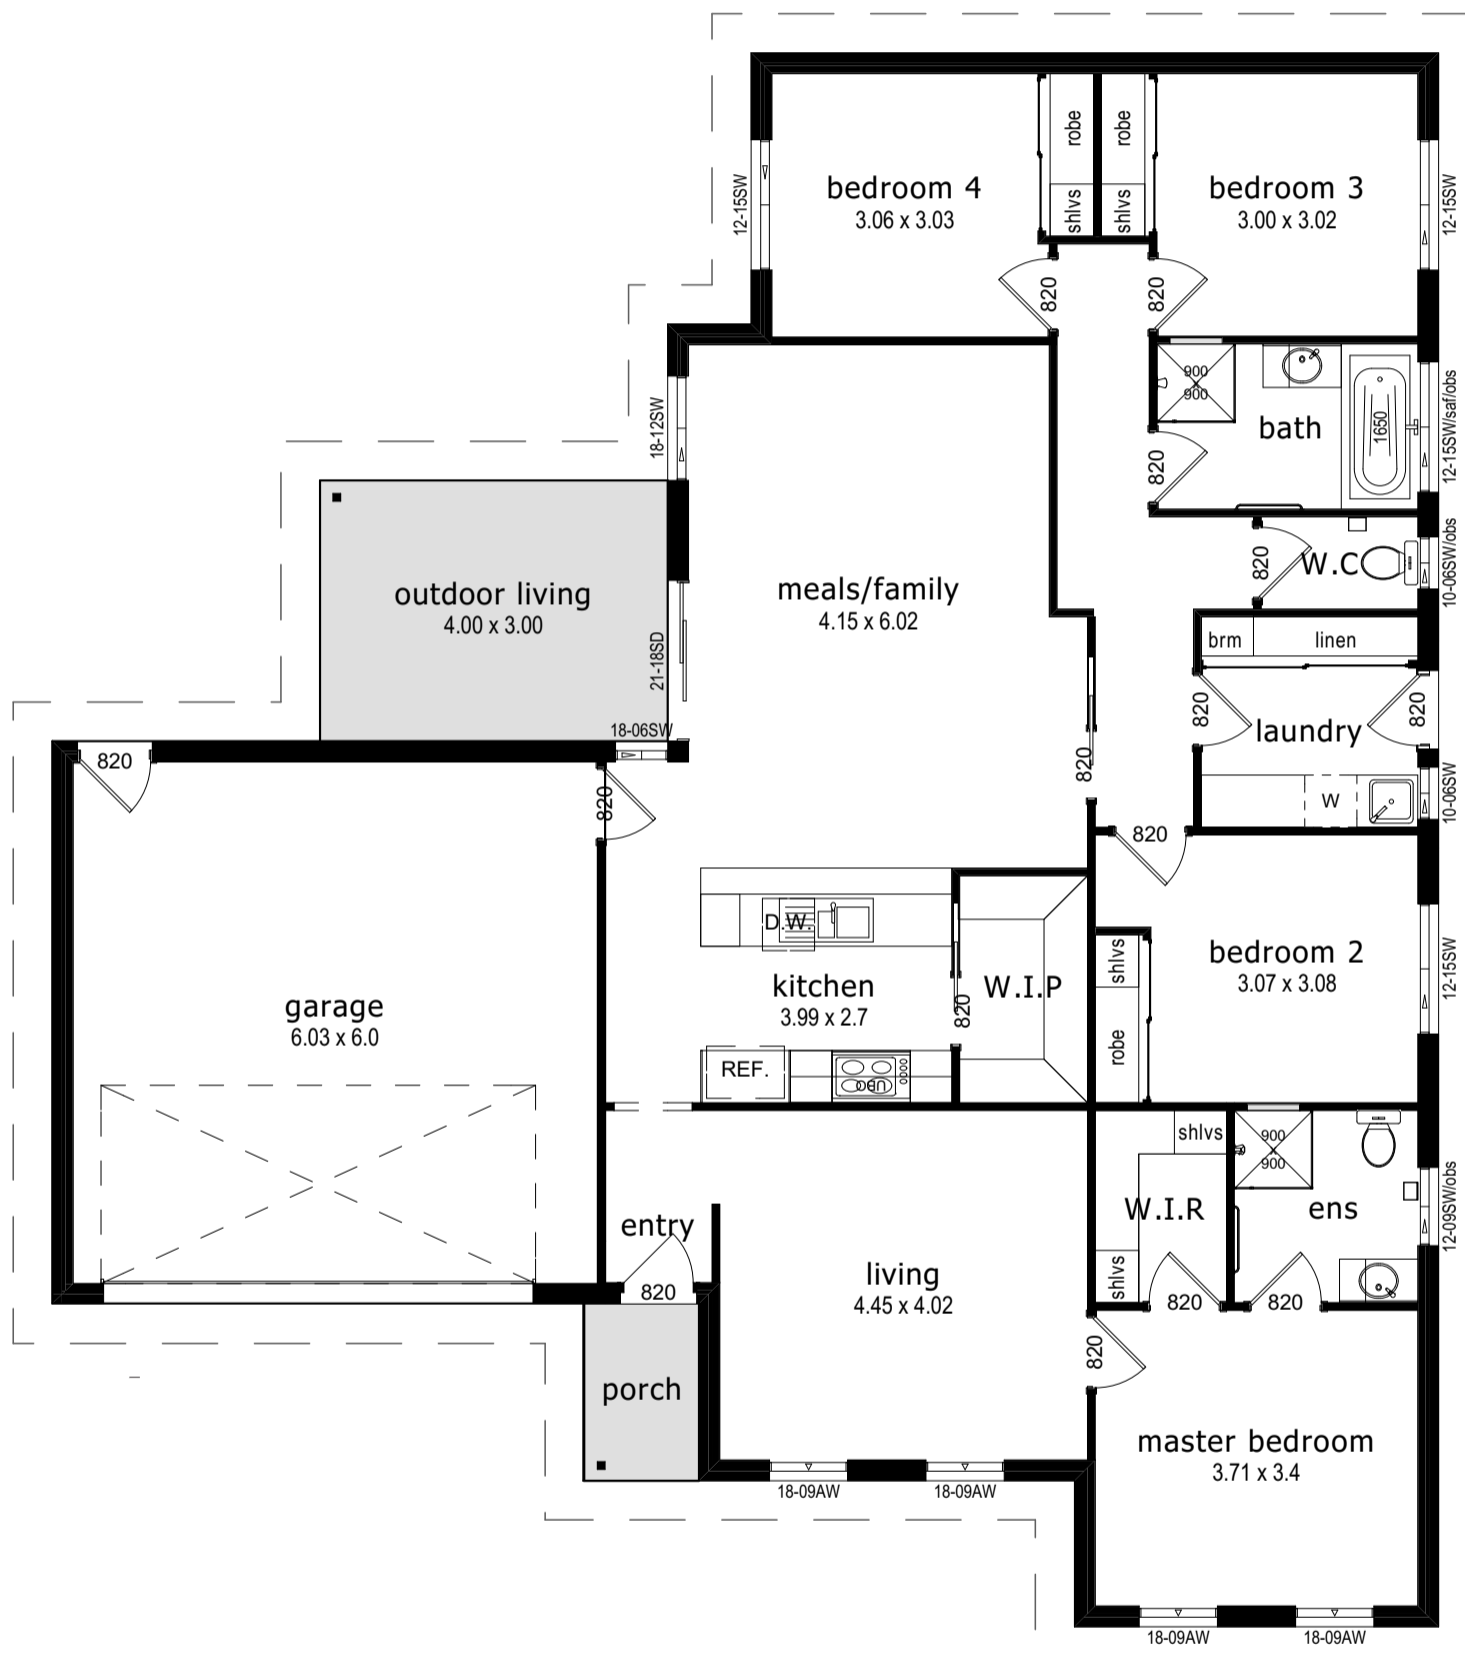 robe
robe
shlvs
shlvs
bedroom 4
3.06 x 3.03
bedroom 3
3.00 x 3.02
12-15SW
12-15SW
820
820
900
900
1650
bath
820
12-15SW/saf/obs
18-12SW
W.C
820
10-06SW/obs
outdoor living
4.00 x 3.00
meals/family
4.15 x 6.02
21-18SD
18-06SW
brm
linen
820
laundry
820
820
W
10-06SW
820
820
820
D.W.
kitchen
3.99 x 2.7
820
W.I.P
shlvs
robe
bedroom 2
3.07 x 3.08
12-15SW
garage
6.03 x 6.0
REF.
UBO
shlvs
W.I.R
shlvs
900
900
ens
12-09SW/obs
entry
820
living
4.45 x 4.02
820
820
820
porch
master bedroom
3.71 x 3.4
18-09AW
18-09AW
18-09AW
18-09AW